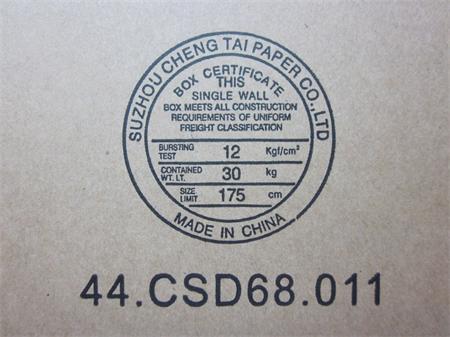 SUZHOU CHENG TAI PAPER CO.,LTD
BOX CERTIFICATE
THIS
SINGLE WALL
BOX MEETS ALL CONSTRUCTION
REQUIREMENTS OF UNIFORM
FREIGHT CLASSIFICATION
BURSTING TEST 12 Kgf/cm²
CONTAINED WT. LT. 30 kg
SIZE LIMIT 175 cm
MADE IN CHINA
44.CSD68.011